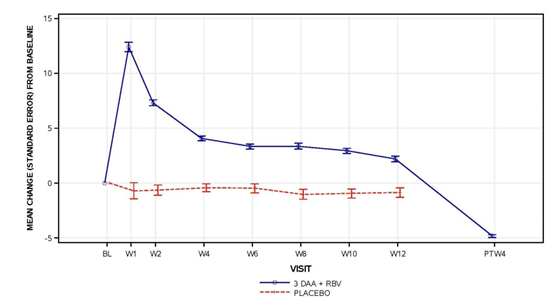 MEAN CHANGE (STANDARD ERROR) FROM BASELINE
15
10
5
0
-5
BL W1 W2 W4 W6 W8 W10 W12 PTW4
VISIT
3 DAA + RBV
PLACEBO